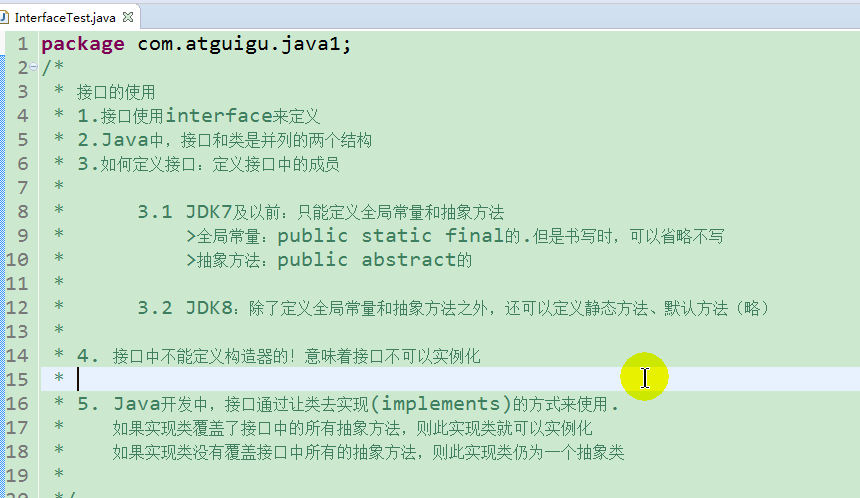 InterfaceTest.java
1 package com.atguigu.java1;
2 /*
3 * 接口的使用
4 * 1.接口使用interface来定义
5 * 2.Java中，接口和类是并列的两个结构
6 * 3.如何定义接口：定义接口中的成员
7 *
8 * 3.1 JDK7及以前：只能定义全局常量和抽象方法
9 * >全局常量：public static final的.但是书写时，可以省略不写
10 * >抽象方法：public abstract的
11 *
12 * 3.2 JDK8：除了定义全局常量和抽象方法之外，还可以定义静态方法、默认方法（略）
13 *
14 * 4. 接口中不能定义构造器的！意味着接口不可以实例化
15 *
16 * 5. Java开发中，接口通过让类去实现(implements)的方式来使用.
17 * 如果实现类覆盖了接口中的所有抽象方法，则此实现类就可以实例化
18 * 如果实现类没有覆盖接口中所有的抽象方法，则此实现类仍为一个抽象类
19 *
20 */